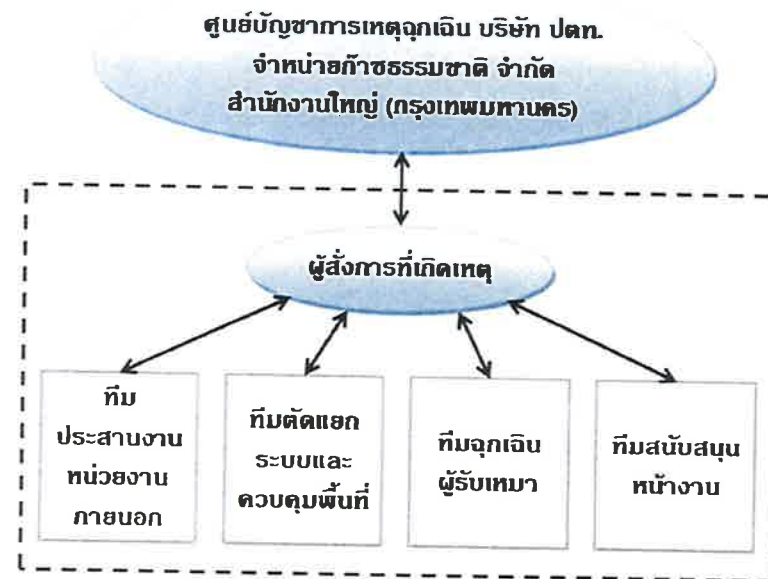 ศูนย์บัญชาการเหตุฉุกเฉิน บริษัท ปตท.
จำหน่ายก๊าซธรรมชาติ จำกัด
สำนักงานใหญ่ (กรุงเทพมหานคร)
ผู้สั่งการที่เกิดเหตุ
ทีม
ประสานงาน
หน่วยงาน
ภายนอก
ทีมตัดแยก
ระบบและ
ควบคุมพื้นที่
ทีมฉุกเฉิน
ผู้รับเหมา
ทีมสนับสนุน
หน้างาน